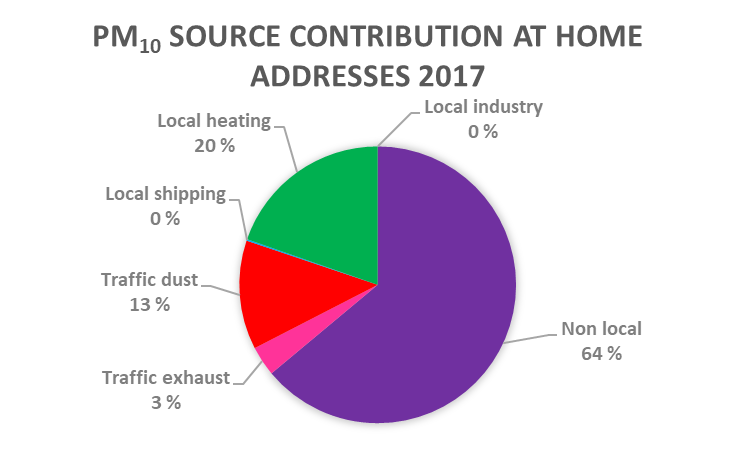 PM₁₀ SOURCE CONTRIBUTION AT HOME
ADDRESSES 2017
Local industry
0 %
Local heating
20 %
Local shipping
0 %
Traffic dust
13 %
Non local
64 %
Traffic exhaust
3 %